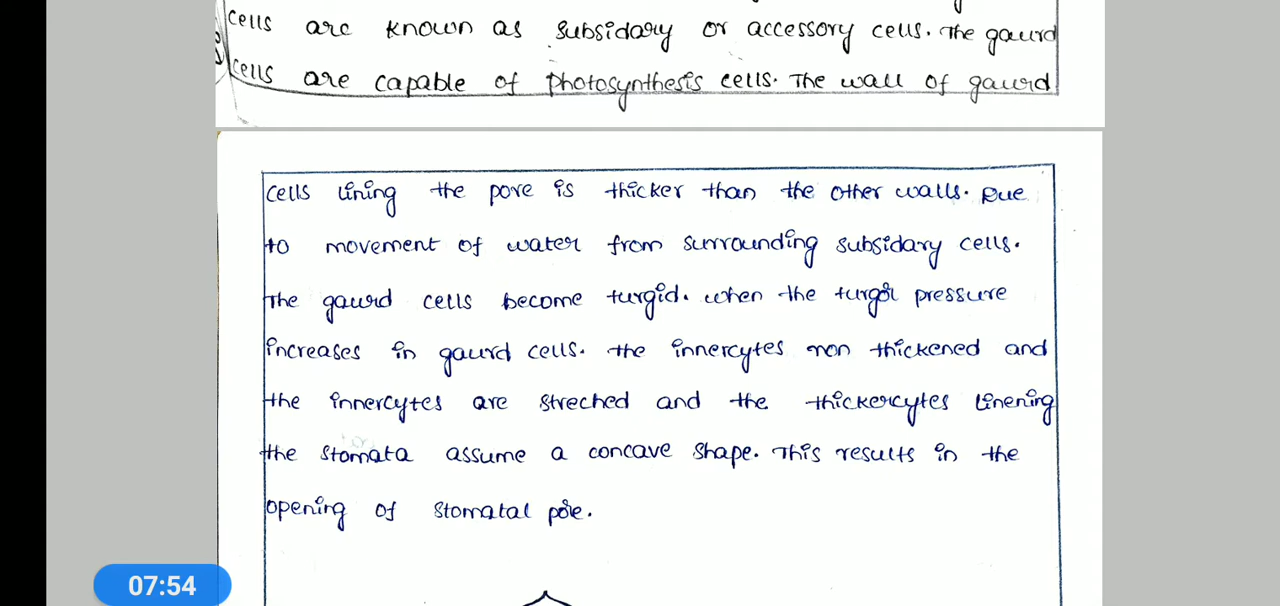 cells are known as subsidary or accessory cells. The gaurd
cells are capable of photosynthesis cells. The wall of gaurd
cells lining the pore is thicker than the other walls. Due
to movement of water from surrounding subsidary cells.
The gaurd cells become turgid. when the turgor pressure
increases in gaurd cells. the innercytes non thickened and
the innercytes are streched and the thickercytes linening
the stomata assume a concave shape. This results in the
opening of stomatal pore.
07:54